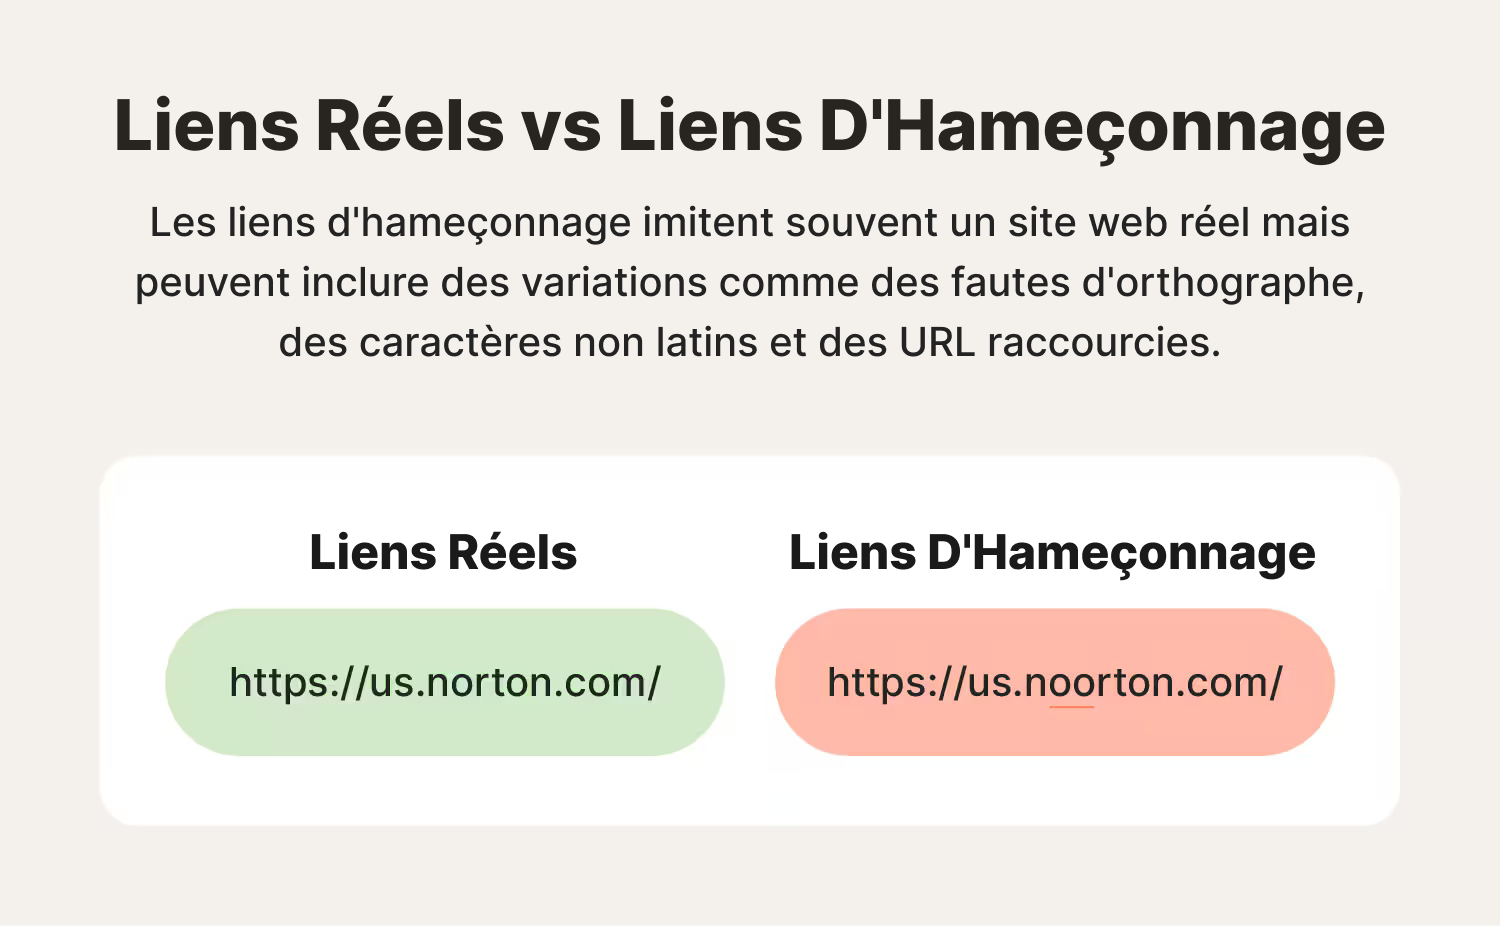 Liens Réels vs Liens D'Hameçonnage
Les liens d'hameçonnage imitent souvent un site web réel mais
peuvent inclure des variations comme des fautes d'orthographe,
des caractères non latins et des URL raccourcies.
Liens Réels
https://us.norton.com/
Liens D'Hameçonnage
https://us.noorton.com/